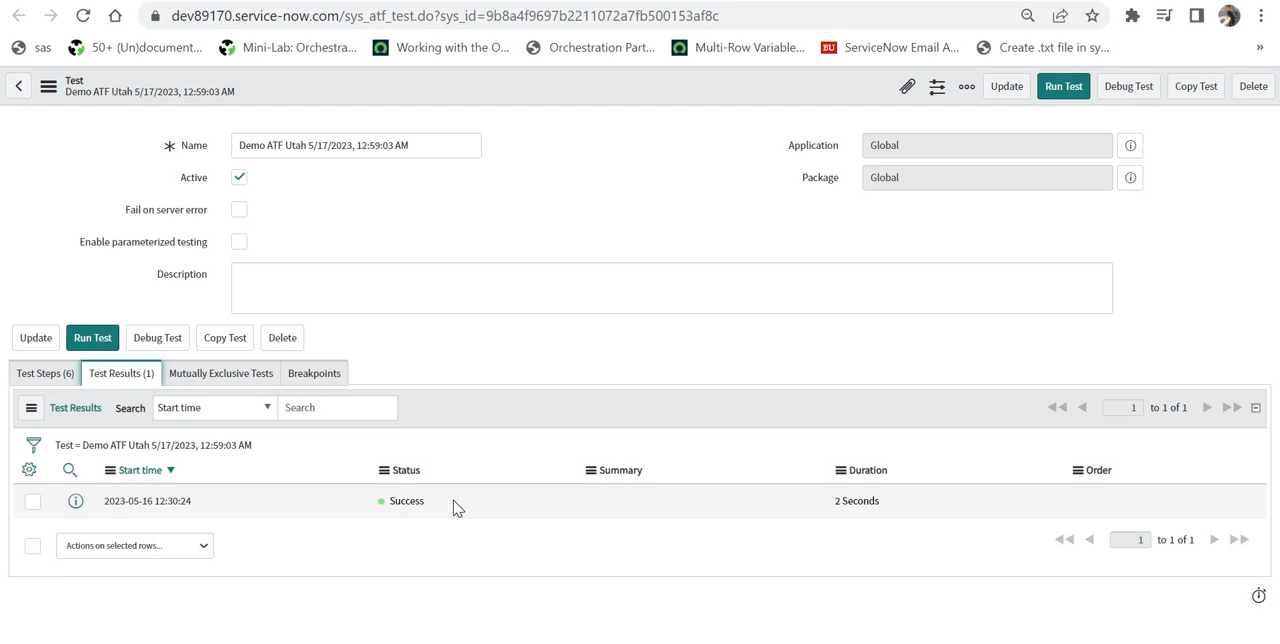 dev89170.service-now.com/sys_atf_test.do?sys_id=9b8a4f9697b2211072a7fb500153af8c
sas 50+ (Un)document... Mini-Lab: Orchestra... Working with the O... Orchestration Part... Multi-Row Variable... BU ServiceNow Email A... Create .txt file in sy... »
Test
Demo ATF Utah 5/17/2023, 12:59:03 AM
Update Run Test Debug Test Copy Test Delete
Name Demo ATF Utah 5/17/2023, 12:59:03 AM Application Global
Active Package Global
Fail on server error
Enable parameterized testing
Description
Update Run Test Debug Test Copy Test Delete
Test Steps (6) Test Results (1) Mutually Exclusive Tests Breakpoints
Test Results Search Start time Search 1 to 1 of 1
Test = Demo ATF Utah 5/17/2023, 12:59:03 AM
Start time Status Summary Duration Order
2023-05-16 12:30:24 Success 2 Seconds
Actions on selected rows... 1 to 1 of 1